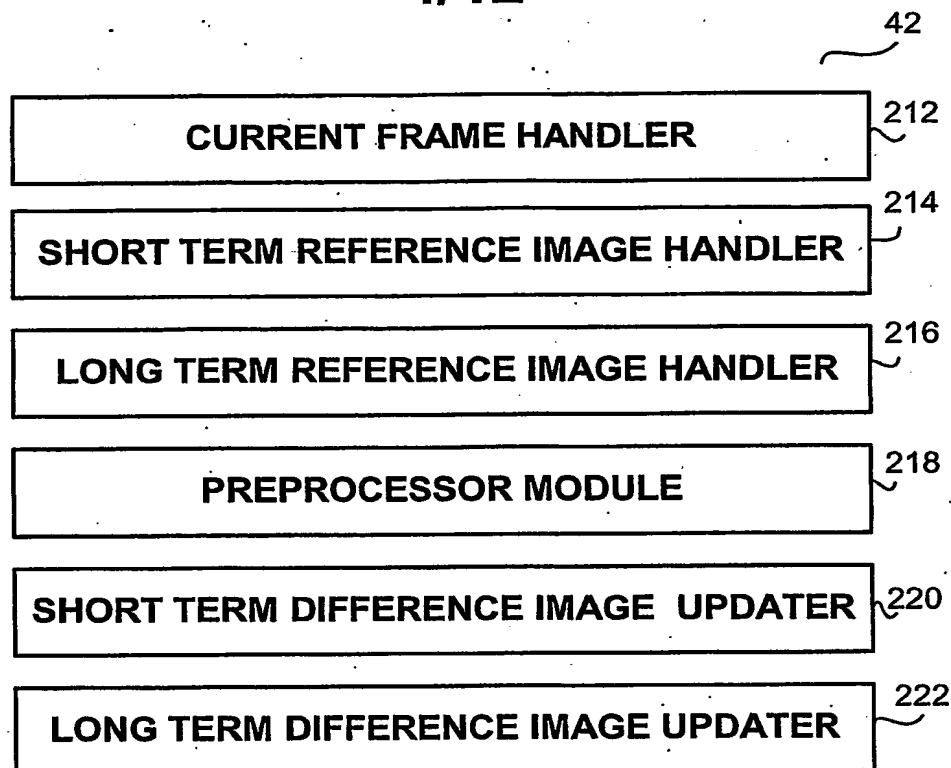 42
CURRENT FRAME HANDLER 212
SHORT TERM REFERENCE IMAGE HANDLER 214
LONG TERM REFERENCE IMAGE HANDLER 216
PREPROCESSOR MODULE 218
SHORT TERM DIFFERENCE IMAGE UPDATER 220
LONG TERM DIFFERENCE IMAGE UPDATER 222